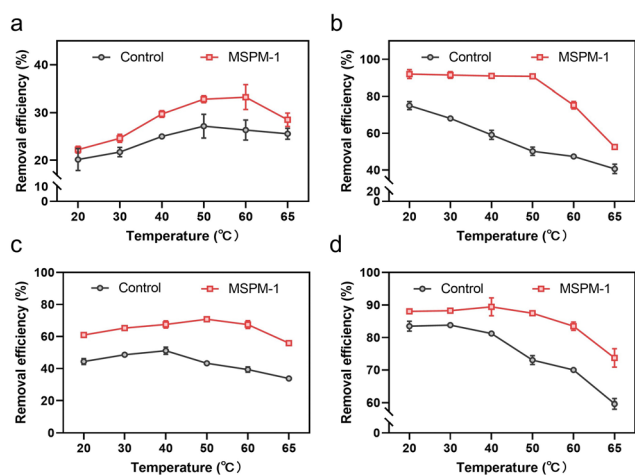 a
Control
MSPM-1
Removal efficiency (%)
40
30
20
10
0
20 30 40 50 60 65
Temperature (℃)
b
Control
MSPM-1
Removal efficiency (%)
100
80
60
40
20
0
20 30 40 50 60 65
Temperature (℃)
c
Control
MSPM-1
Removal efficiency (%)
100
80
60
40
20
0
20 30 40 50 60 65
Temperature (℃)
d
Control
MSPM-1
Removal efficiency (%)
100
90
80
70
60
0
20 30 40 50 60 65
Temperature (℃)